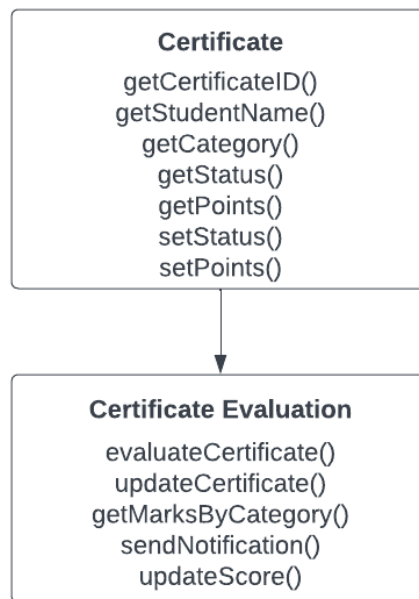 Certificate
getCertificateID()
getStudentName()
getCategory()
getStatus()
getPoints()
setStatus()
setPoints()
Certificate Evaluation
evaluateCertificate()
updateCertificate()
getMarksByCategory()
sendNotification()
updateScore()